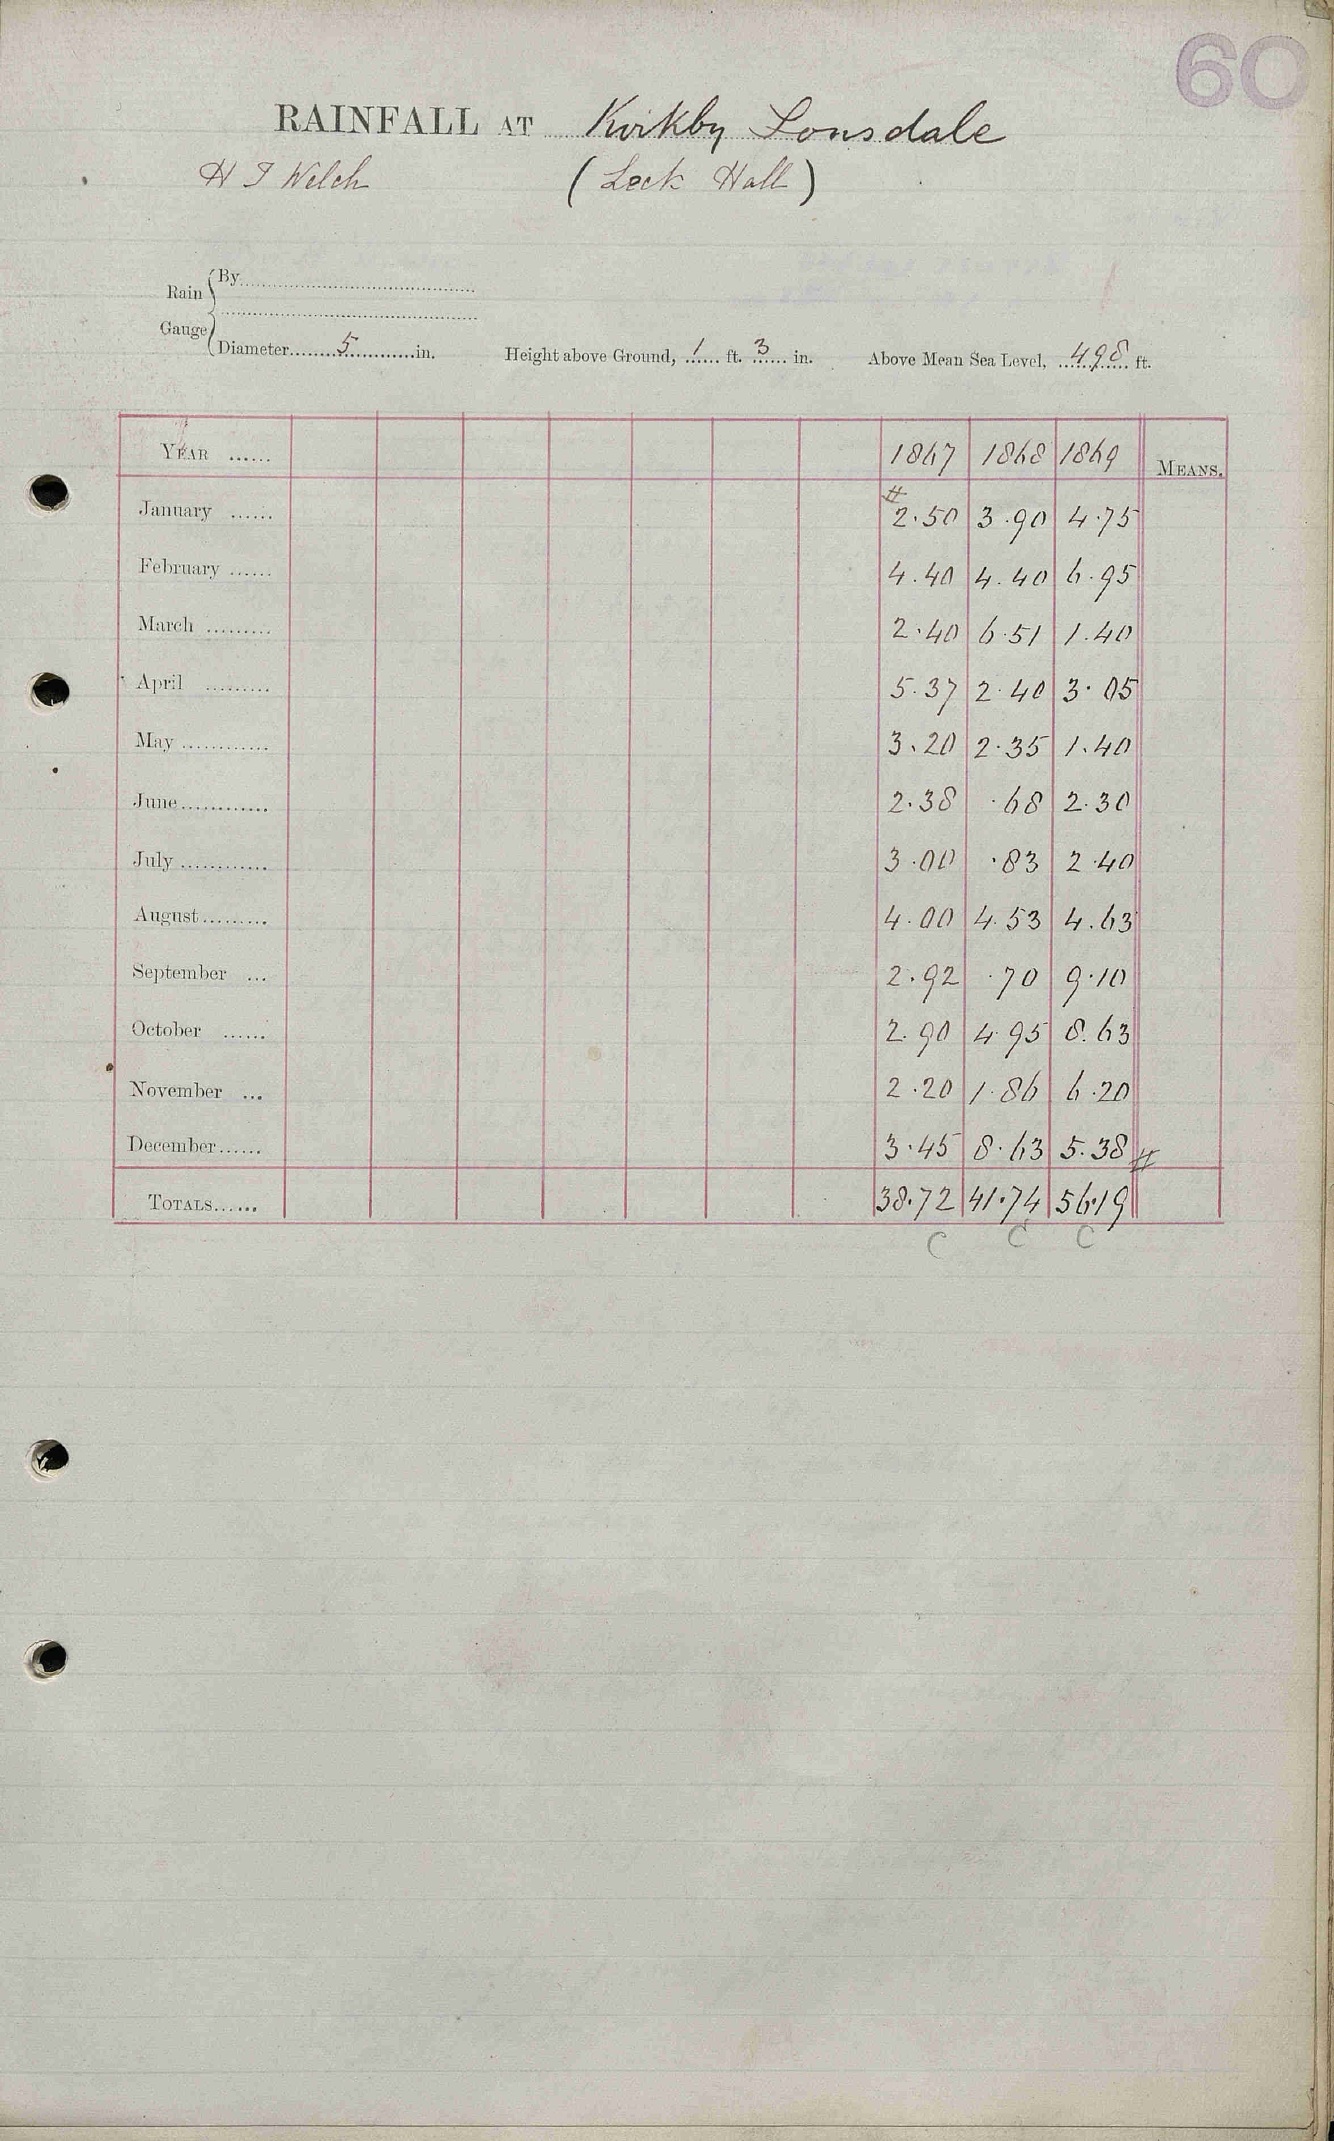 60
RAINFALL AT Kirkby Lonsdale
H T Welch (Leck Hall)
Rain Gauge { By
Diameter 5 in. Height above Ground, 1 ft. 3 in. Above Mean Sea Level, 498 ft.
YEAR ...... 1867 1868 1869 MEANS.
January ...... # 2.50 3.90 4.75
February ...... 4.40 4.40 6.95
March ......... 2.40 6.51 1.40
April ......... 5.37 2.40 3.05
May ............ 3.20 2.35 1.40
June ............ 2.38 .68 2.30
July ............ 3.00 .83 2.40
August ......... 4.00 4.53 4.63
September ... 2.92 .70 9.10
October ...... 2.90 4.95 8.63
November ... 2.20 1.86 6.20
December ...... 3.45 8.63 5.38 #
TOTALS ...... 38.72 41.74 56.19
C C C